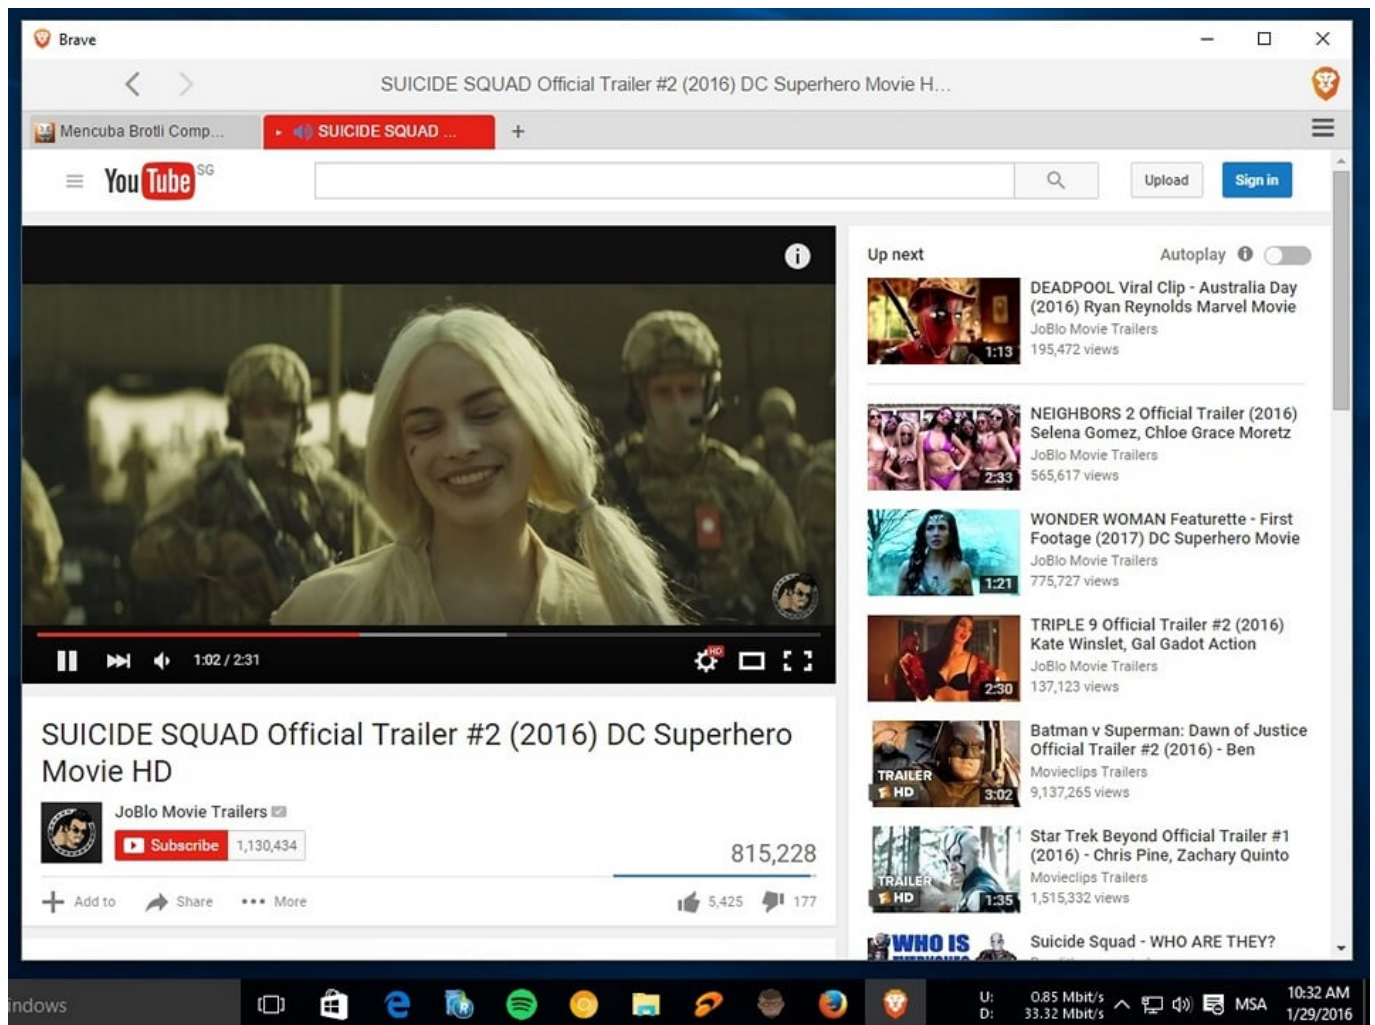 Brave
SUICIDE SQUAD Official Trailer #2 (2016) DC Superhero Movie H...
Mencuba Brotli Comp...
SUICIDE SQUAD ...
+
YouTube SG
Upload
Sign in
Up next
Autoplay
DEADPOOL Viral Clip - Australia Day
(2016) Ryan Reynolds Marvel Movie
JoBlo Movie Trailers
195,472 views
1:13
NEIGHBORS 2 Official Trailer (2016)
Selena Gomez, Chloe Grace Moretz
JoBlo Movie Trailers
565,617 views
2:33
WONDER WOMAN Featurette - First
Footage (2017) DC Superhero Movie
JoBlo Movie Trailers
775,727 views
1:21
TRIPLE 9 Official Trailer #2 (2016)
Kate Winslet, Gal Gadot Action
JoBlo Movie Trailers
137,123 views
2:30
Batman v Superman: Dawn of Justice
Official Trailer #2 (2016) - Ben
Movieclips Trailers
9,137,265 views
TRAILER
HD
3:02
Star Trek Beyond Official Trailer #1
(2016) - Chris Pine, Zachary Quinto
Movieclips Trailers
1,515,332 views
TRAILER
HD
1:35
Suicide Squad - WHO ARE THEY?
WHO IS
HD
1:02 / 2:31
SUICIDE SQUAD Official Trailer #2 (2016) DC Superhero
Movie HD
JoBlo Movie Trailers
Subscribe 1,130,434
815,228
Add to Share More
5,425 177
indows
U: 0.85 Mbit/s
D: 33.32 Mbit/s
MSA
10:32 AM
1/29/2016